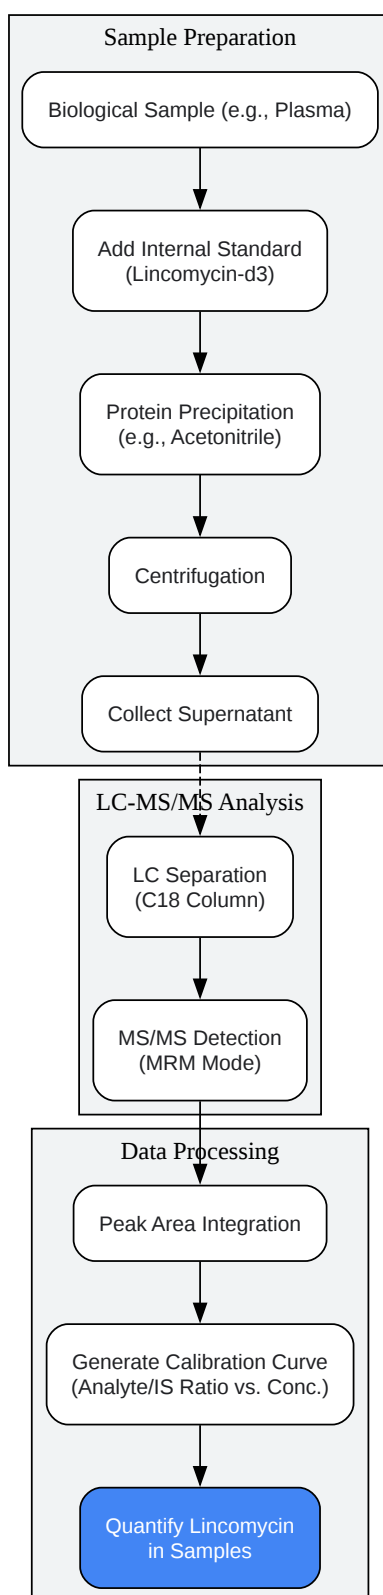 Sample Preparation
Biological Sample (e.g., Plasma)
Add Internal Standard
(Lincomycin-d3)
Protein Precipitation
(e.g., Acetonitrile)
Centrifugation
Collect Supernatant
LC-MS/MS Analysis
LC Separation
(C18 Column)
MS/MS Detection
(MRM Mode)
Data Processing
Peak Area Integration
Generate Calibration Curve
(Analyte/IS Ratio vs. Conc.)
Quantify Lincomycin
in Samples